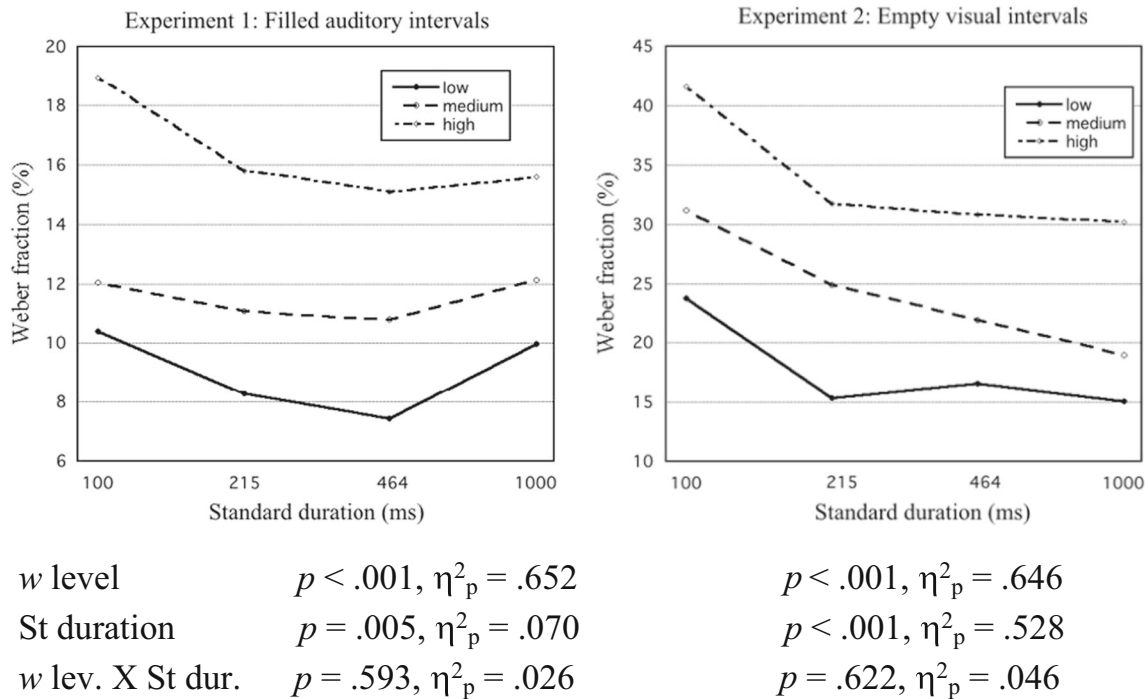 Experiment 1: Filled auditory intervals
20
18
16
14
12
10
8
6
Weber fraction (%)
low
medium
high
100 215 464 1000
Standard duration (ms)
Experiment 2: Empty visual intervals
45
40
35
30
25
20
15
10
Weber fraction (%)
low
medium
high
100 215 464 1000
Standard duration (ms)
w level p < .001, η²ₚ = .652 p < .001, η²ₚ = .646
St duration p = .005, η²ₚ = .070 p < .001, η²ₚ = .528
w lev. X St dur. p = .593, η²ₚ = .026 p = .622, η²ₚ = .046